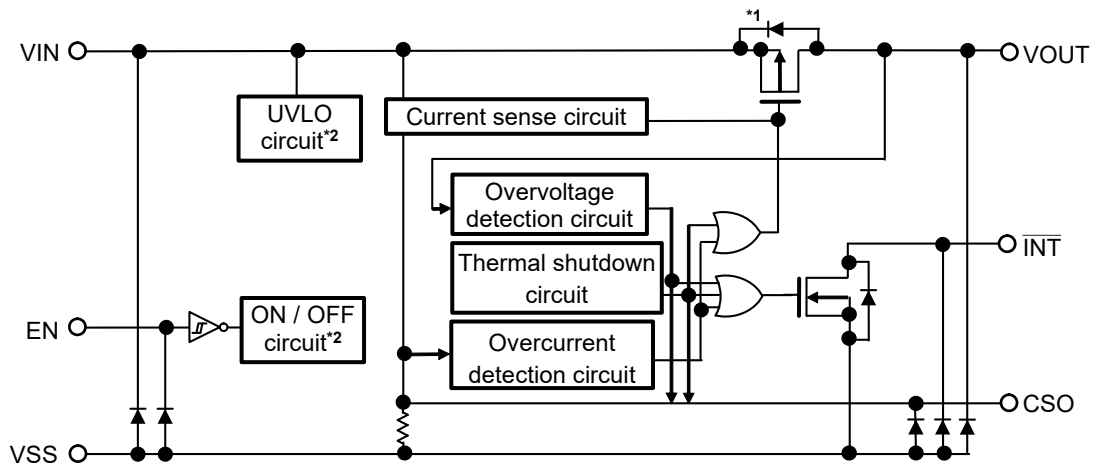 *1
VIN
VOUT
UVLO
circuit*2
Current sense circuit
Overvoltage
detection circuit
INT
Thermal shutdown
circuit
EN
ON / OFF
circuit*2
Overcurrent
detection circuit
CSO
VSS